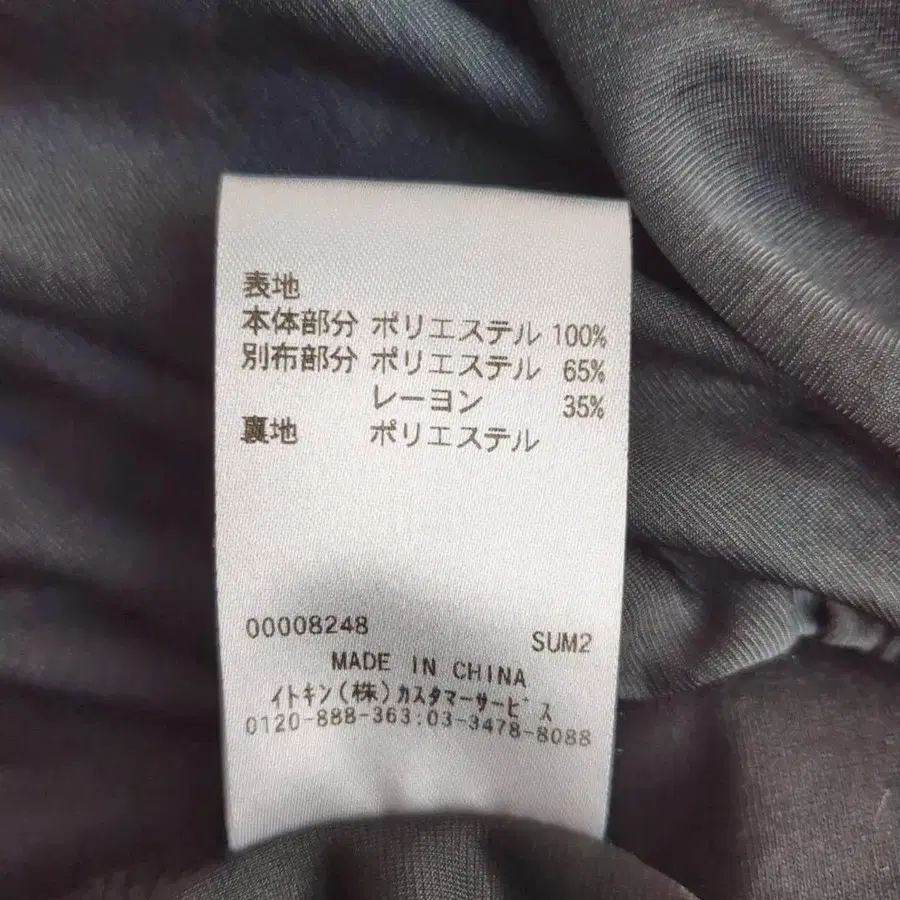 表地
本体部分 ポリエステル 100%
別布部分 ポリエステル 65%
レーヨン 35%
裏地 ポリエステル
00008248 SUM2
MADE IN CHINA
イトキン(株)カスタマーサービス
0120-888-363:03-3478-8088